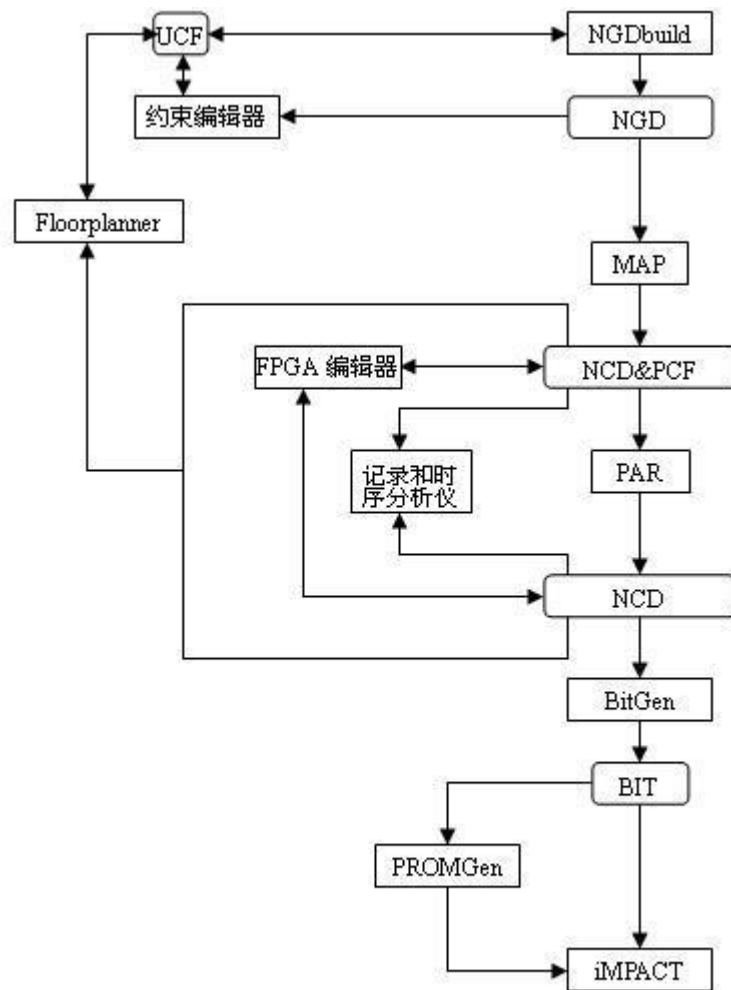 UCF
NGDbuild
约束编辑器
NGD
Floorplanner
MAP
FPGA 编辑器
NCD&PCF
记录和时
序分析仪
PAR
NCD
BitGen
BIT
PROMGen
iMPACT